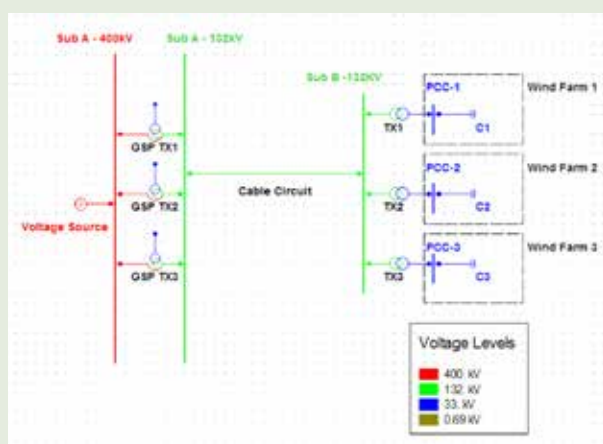 Sub A - 400kV
Sub A - 132kV
Sub B -132KV
PCC-1
Wind Farm 1
TX1
C1
GSP TX1
PCC-2
Wind Farm 2
Cable Circuit
TX2
C2
GSP TX2
Voltage Source
PCC-3
Wind Farm 3
GSP TX3
TX3
C3
Voltage Levels
400. kV
132. kV
33. kV
0.69 kV